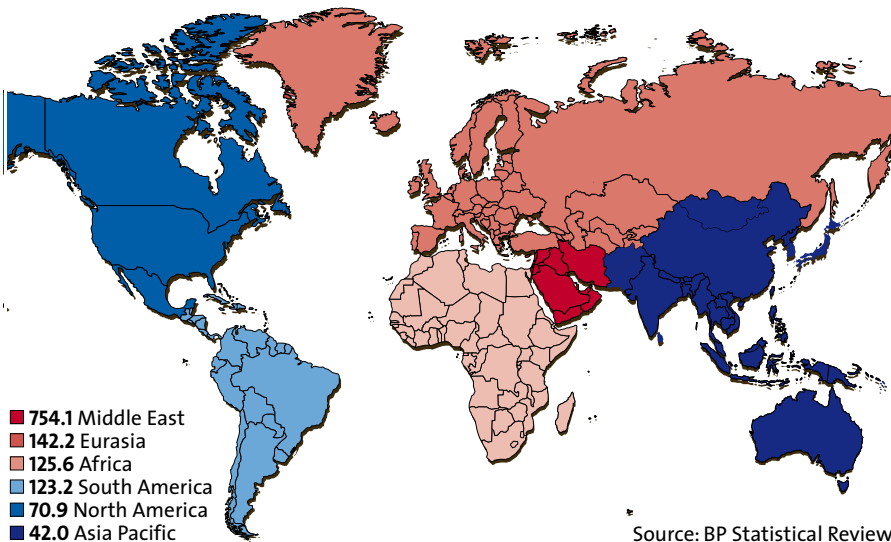 754.1 Middle East
142.2 Eurasia
125.6 Africa
123.2 South America
70.9 North America
42.0 Asia Pacific
Source: BP Statistical Review